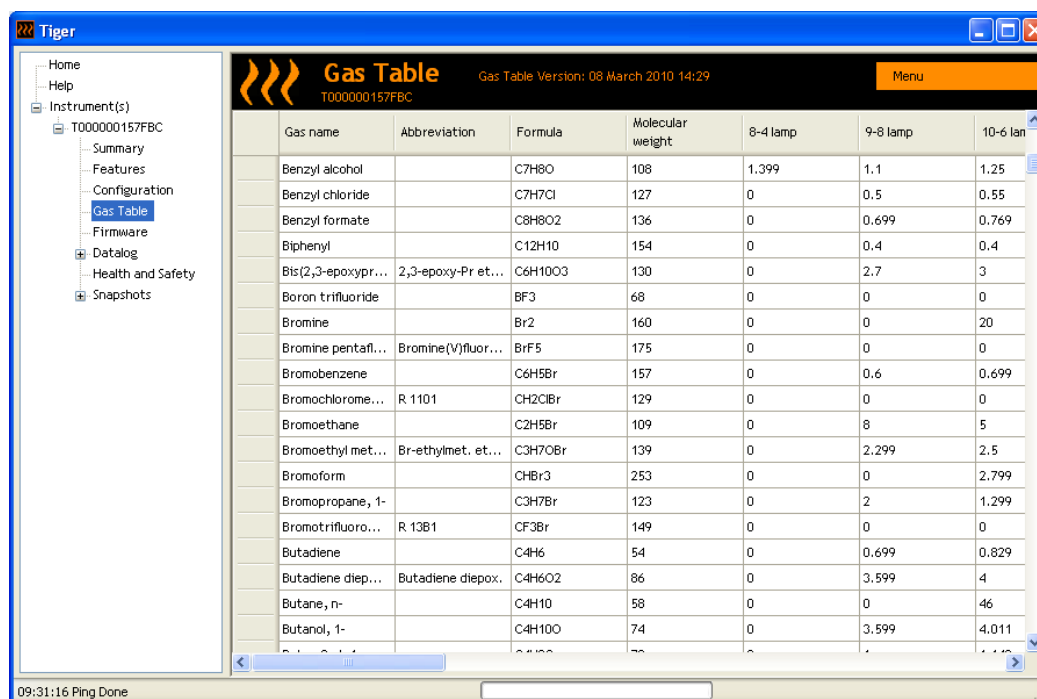 Tiger
Home
Help
Instrument(s)
T000000157FBC
Summary
Features
Configuration
Gas Table
Firmware
Datalog
Health and Safety
Snapshots
Gas Table Gas Table Version: 08 March 2010 14:29 Menu
T000000157FBC
Gas name Abbreviation Formula Molecular weight 8-4 lamp 9-8 lamp 10-6 lam
Benzyl alcohol C7H8O 108 1.399 1.1 1.25
Benzyl chloride C7H7Cl 127 0 0.5 0.55
Benzyl formate C8H8O2 136 0 0.699 0.769
Biphenyl C12H10 154 0 0.4 0.4
Bis(2,3-epoxypr... 2,3-epoxy-Pr et... C6H10O3 130 0 2.7 3
Boron trifluoride BF3 68 0 0 0
Bromine Br2 160 0 0 20
Bromine pentafl... Bromine(V)fluor... BrF5 175 0 0 0
Bromobenzene C6H5Br 157 0 0.6 0.699
Bromochlorome... R 1101 CH2ClBr 129 0 0 0
Bromoethane C2H5Br 109 0 8 5
Bromoethyl met... Br-ethylmet. et... C3H7OBr 139 0 2.299 2.5
Bromoform CHBr3 253 0 0 2.799
Bromopropane, 1- C3H7Br 123 0 2 1.299
Bromotrifluoro... R 13B1 CF3Br 149 0 0 0
Butadiene C4H6 54 0 0.699 0.829
Butadiene diep... Butadiene diepox. C4H6O2 86 0 3.599 4
Butane, n- C4H10 58 0 0 46
Butanol, 1- C4H10O 74 0 3.599 4.011
09:31:16 Ping Done